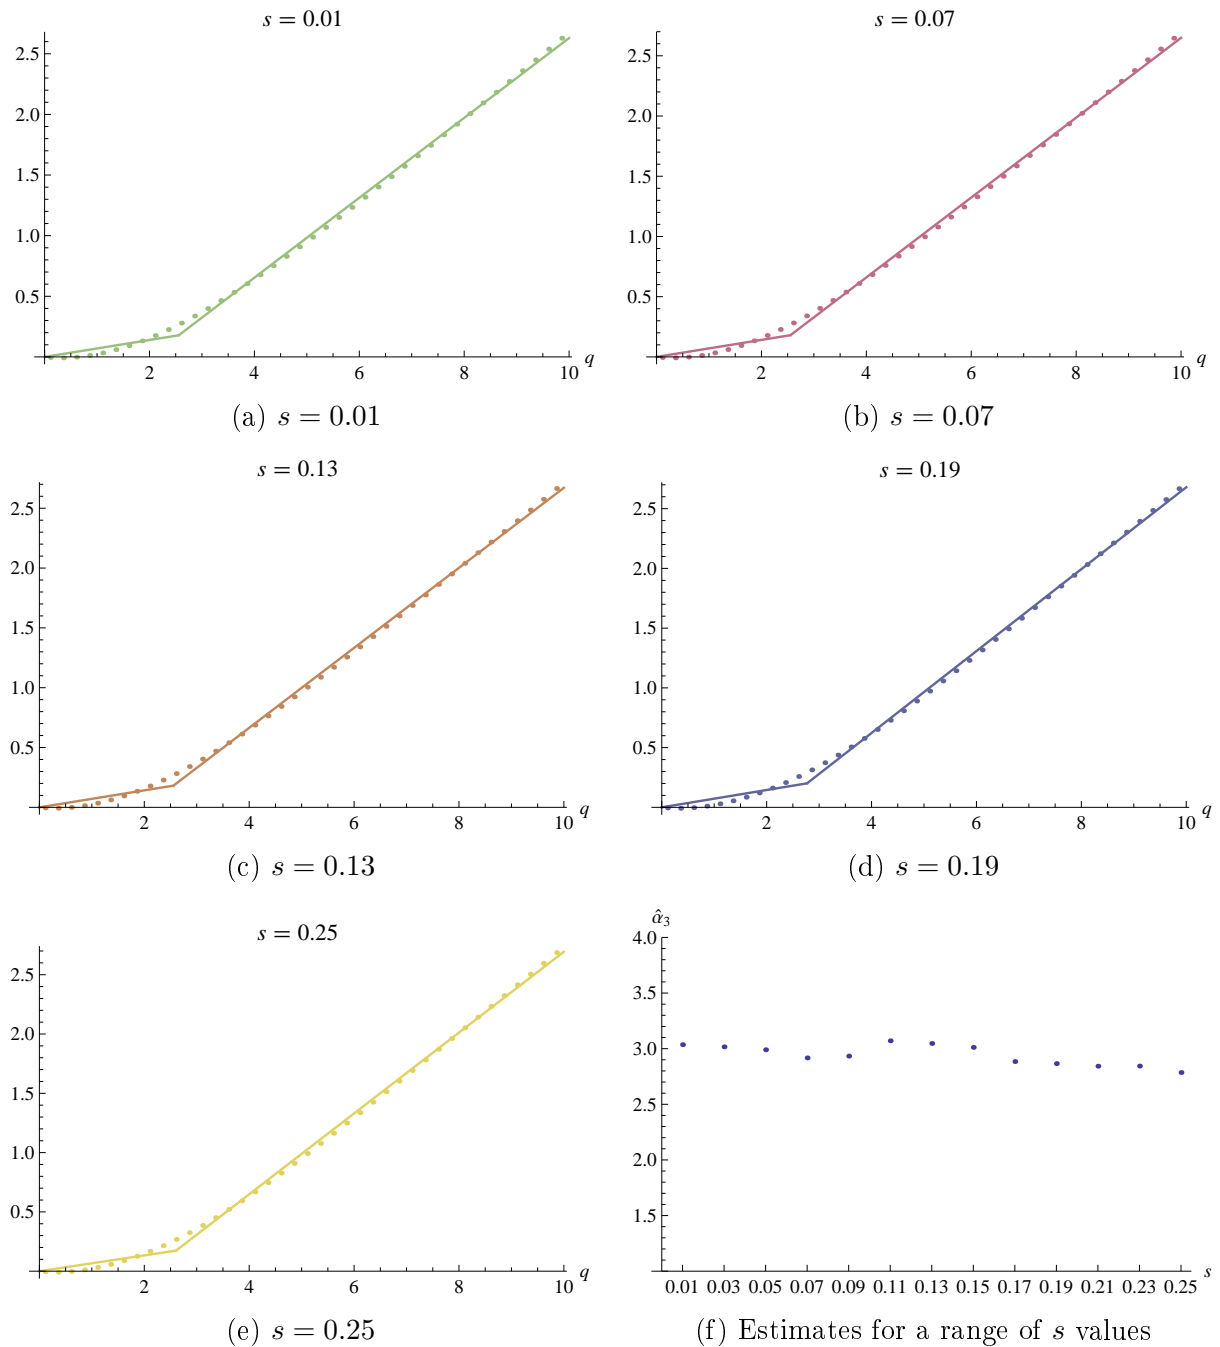 s = 0.01
2.5
2.0
1.5
1.0
0.5
2 4 6 8 10 q
(a) s = 0.01
s = 0.07
2.5
2.0
1.5
1.0
0.5
2 4 6 8 10 q
(b) s = 0.07
s = 0.13
2.5
2.0
1.5
1.0
0.5
2 4 6 8 10 q
(c) s = 0.13
s = 0.19
2.5
2.0
1.5
1.0
0.5
2 4 6 8 10 q
(d) s = 0.19
s = 0.25
2.5
2.0
1.5
1.0
0.5
2 4 6 8 10 q
(e) s = 0.25
α̂₃
4.0
3.5
3.0
2.5
2.0
1.5
0.01 0.03 0.05 0.07 0.09 0.11 0.13 0.15 0.17 0.19 0.21 0.23 0.25 s
(f) Estimates for a range of s values